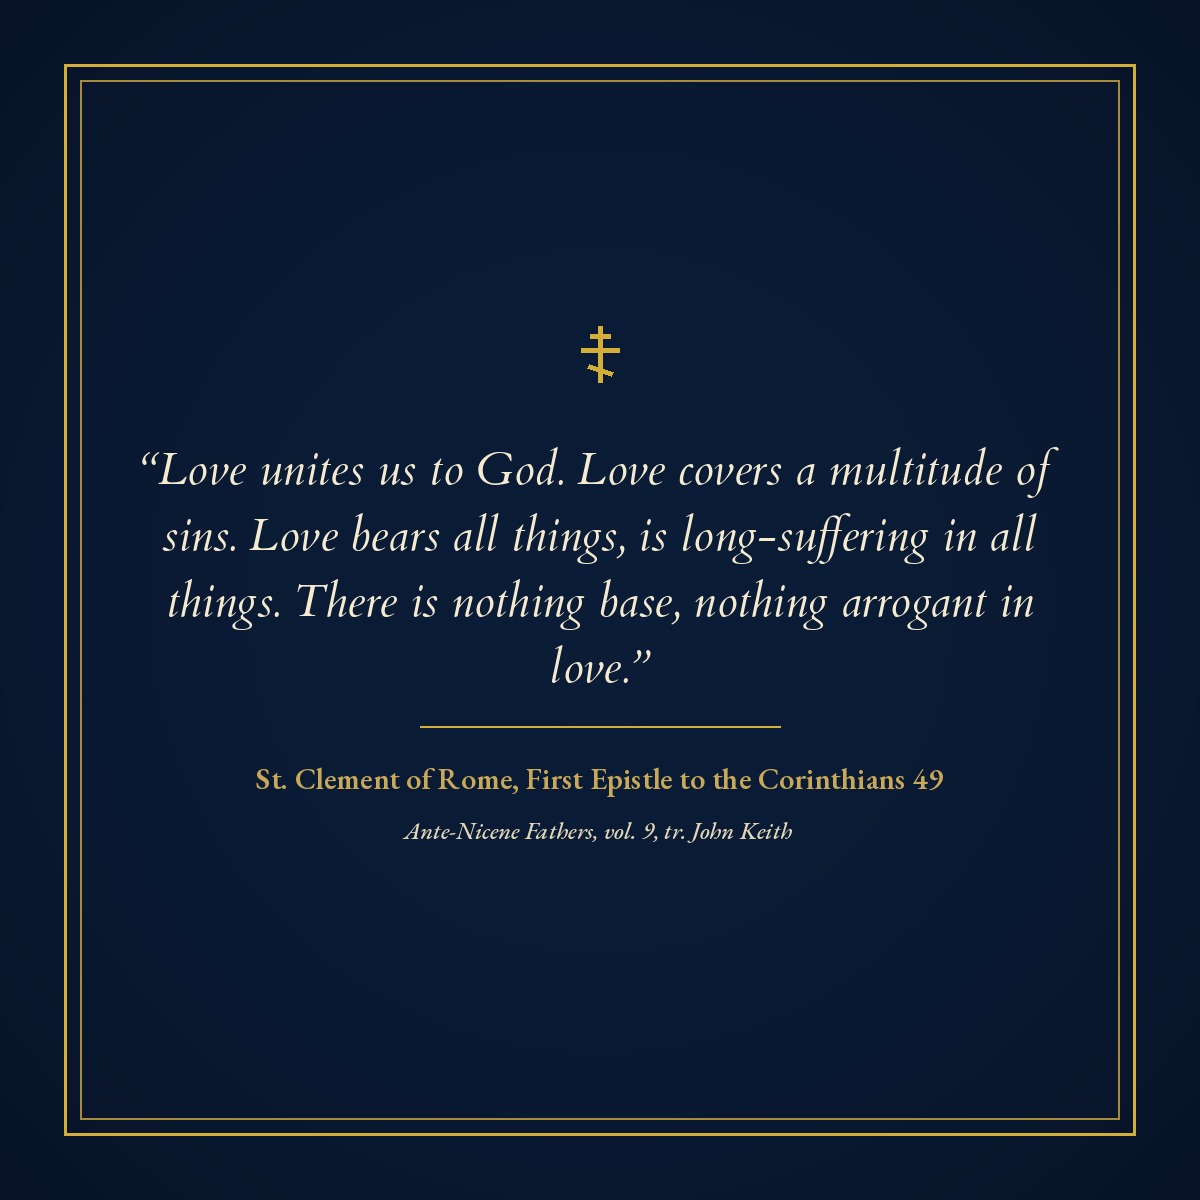 “Love unites us to God. Love covers a multitude of
sins. Love bears all things, is long-suffering in all
things. There is nothing base, nothing arrogant in
love.”
St. Clement of Rome, First Epistle to the Corinthians 49
Ante-Nicene Fathers, vol. 9, tr. John Keith